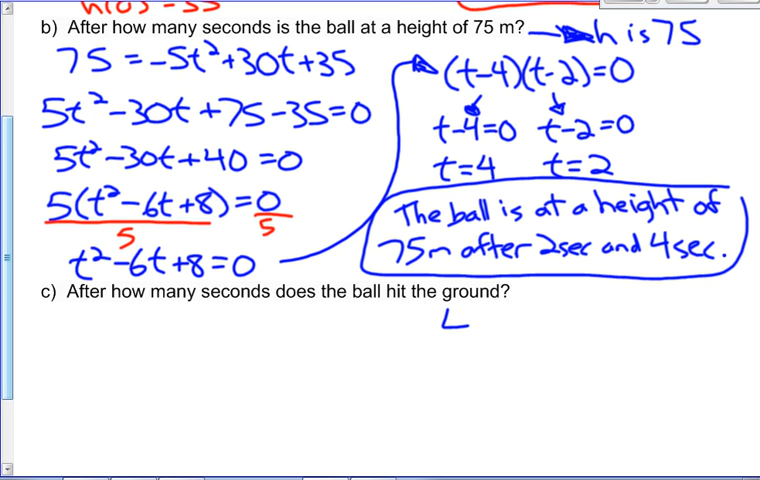 h(0) = 35
b) After how many seconds is the ball at a height of 75 m? → h is 75
75 = -5t²+30t+35
5t²-30t+75-35=0
5t²-30t+40=0
5(t²-6t+8)=0
5 5
t²-6t+8=0
(t-4)(t-2)=0
t-4=0 t-2=0
t=4 t=2
The ball is at a height of
75m after 2sec and 4sec.
c) After how many seconds does the ball hit the ground?